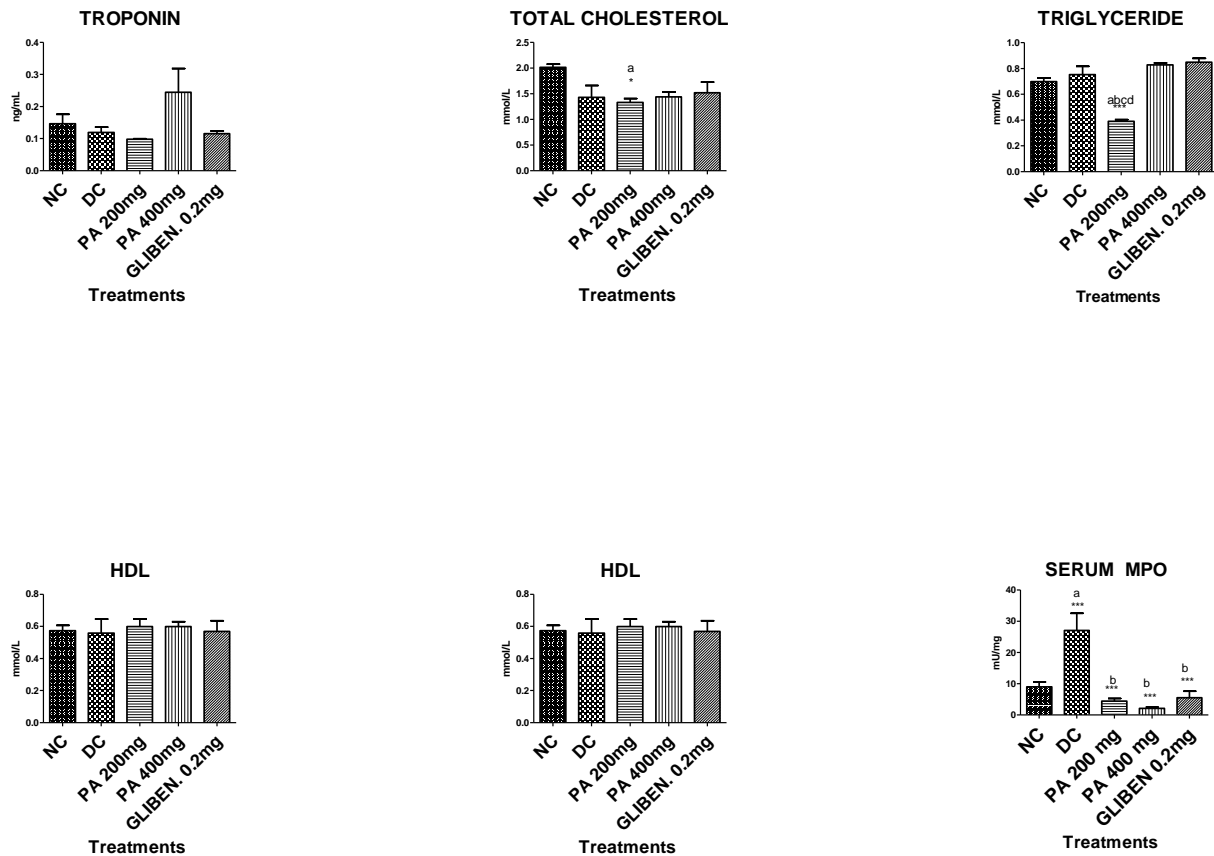 TROPONIN
0.4
0.3
0.2
0.1
0.0
ng/mL
NC
DC
PA 200mg
PA 400mg
GLIBEN. 0.2mg
Treatments
TOTAL CHOLESTEROL
2.5
2.0
1.5
1.0
0.5
0.0
mmol/L
a
*
NC
DC
PA 200mg
PA 400mg
GLIBEN. 0.2mg
Treatments
TRIGLYCERIDE
1.0
0.8
0.6
0.4
0.2
0.0
mmol/L
abcd
***
NC
DC
PA 200mg
PA 400mg
GLIBEN. 0.2mg
Treatments
HDL
0.8
0.6
0.4
0.2
0.0
mmol/L
NC
DC
PA 200mg
PA 400mg
GLIBEN. 0.2mg
Treatments
HDL
0.8
0.6
0.4
0.2
0.0
mmol/L
NC
DC
PA 200mg
PA 400mg
GLIBEN. 0.2mg
Treatments
SERUM MPO
40
30
20
10
0
mU/mg
a
***
b
***
b
***
b
***
NC
DC
PA 200 mg
PA 400 mg
GLIBEN 0.2mg
Treatments